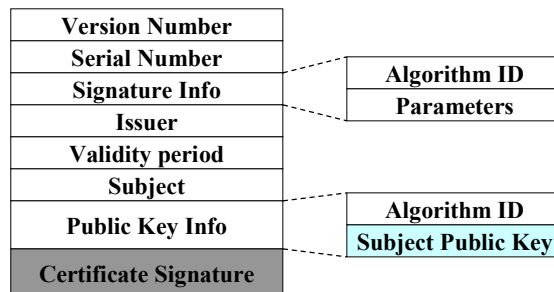 Version Number
Serial Number
Signature Info
Issuer
Validity period
Subject
Public Key Info
Certificate Signature
Algorithm ID
Parameters
Algorithm ID
Subject Public Key